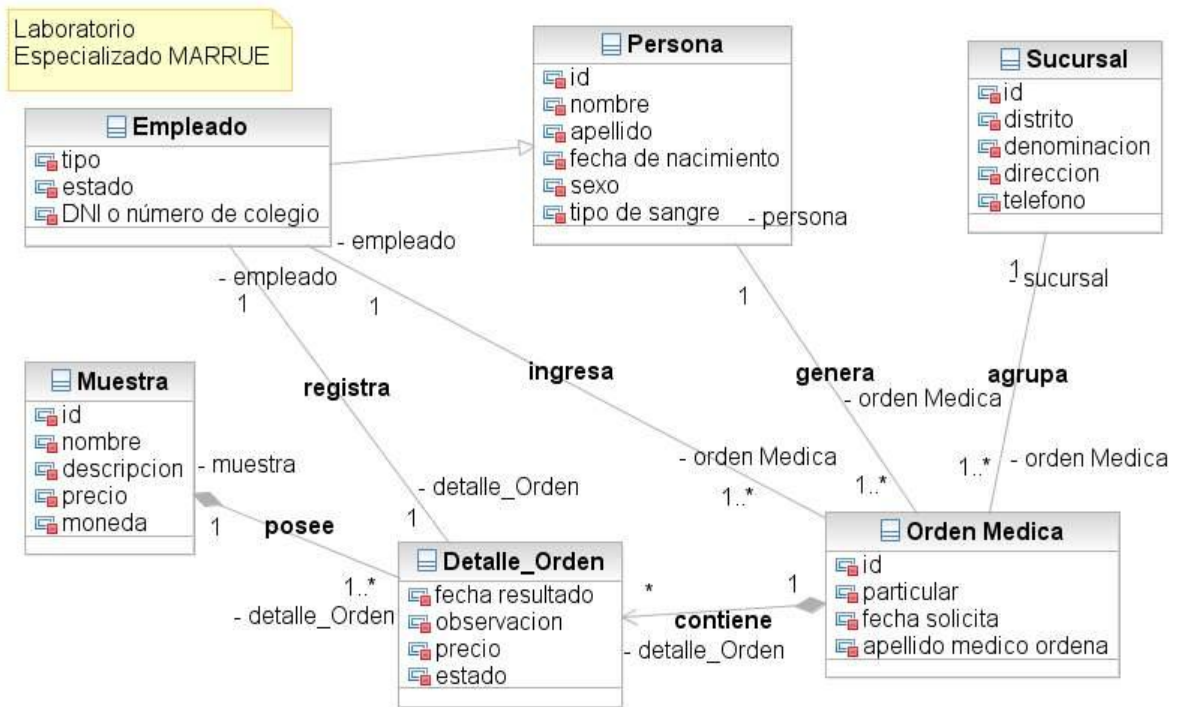 Laboratorio
Especializado MARRUE
Persona
id
nombre
apellido
fecha de nacimiento
sexo
tipo de sangre
Sucursal
id
distrito
denominacion
direccion
telefono
Empleado
tipo
estado
DNI o número de colegio
- persona
- empleado
- empleado
1
1
1
1
- sucursal
registra
ingresa
genera
agrupa
- orden Medica
- orden Medica
- orden Medica
1..*
1..*
1..*
Muestra
id
nombre
descripcion
precio
moneda
- muestra
1
posee
- detalle_Orden
1
1..*
- detalle_Orden
Detalle_Orden
fecha resultado
observacion
precio
estado
*
1
contiene
- detalle_Orden
Orden Medica
id
particular
fecha solicita
apellido medico ordena